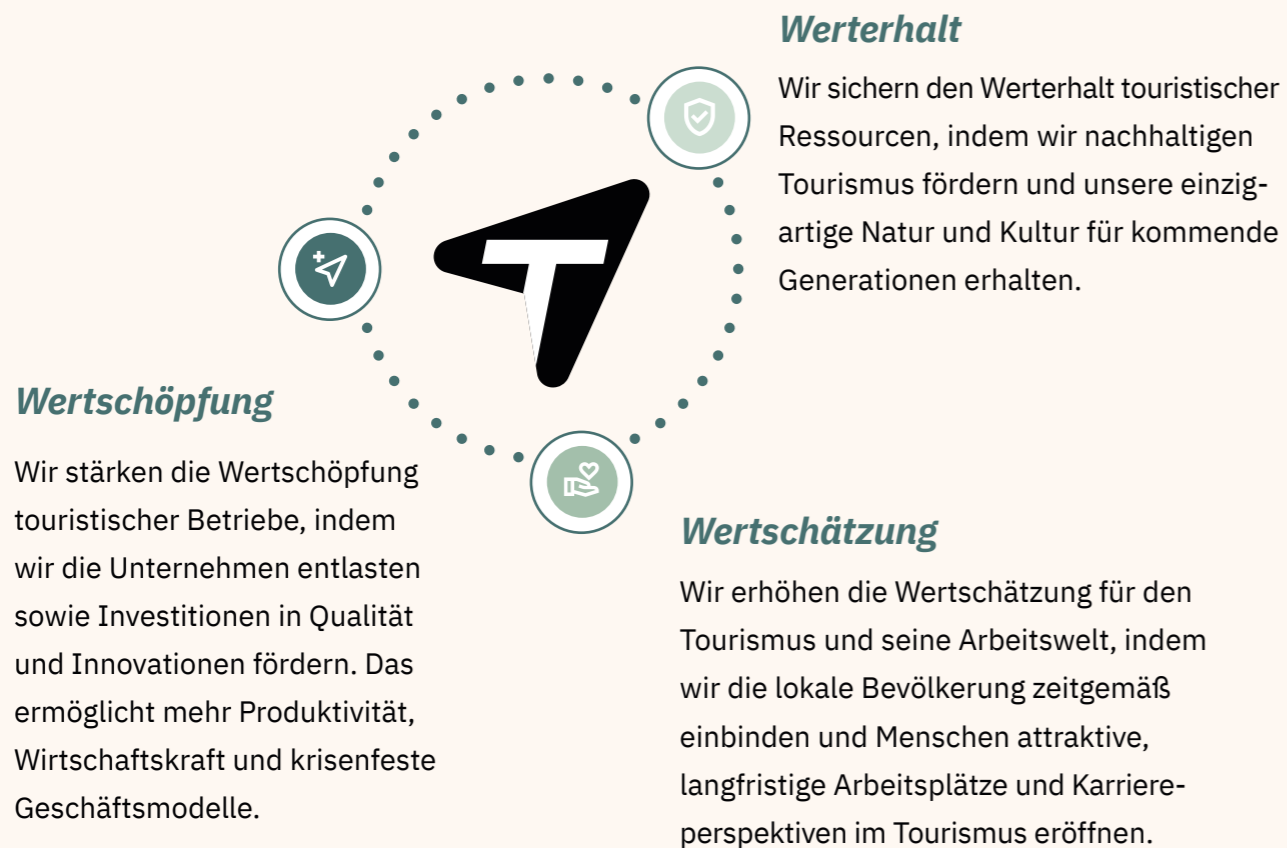 Werterhalt
Wir sichern den Werterhalt touristischer
Ressourcen, indem wir nachhaltigen
Tourismus fördern und unsere einzig-
artige Natur und Kultur für kommende
Generationen erhalten.
T
Wertschöpfung
Wir stärken die Wertschöpfung
touristischer Betriebe, indem
wir die Unternehmen entlasten
sowie Investitionen in Qualität
und Innovationen fördern. Das
ermöglicht mehr Produktivität,
Wirtschaftskraft und krisenfeste
Geschäftsmodelle.
Wertschätzung
Wir erhöhen die Wertschätzung für den
Tourismus und seine Arbeitswelt, indem
wir die lokale Bevölkerung zeitgemäß
einbinden und Menschen attraktive,
langfristige Arbeitsplätze und Karriere-
perspektiven im Tourismus eröffnen.